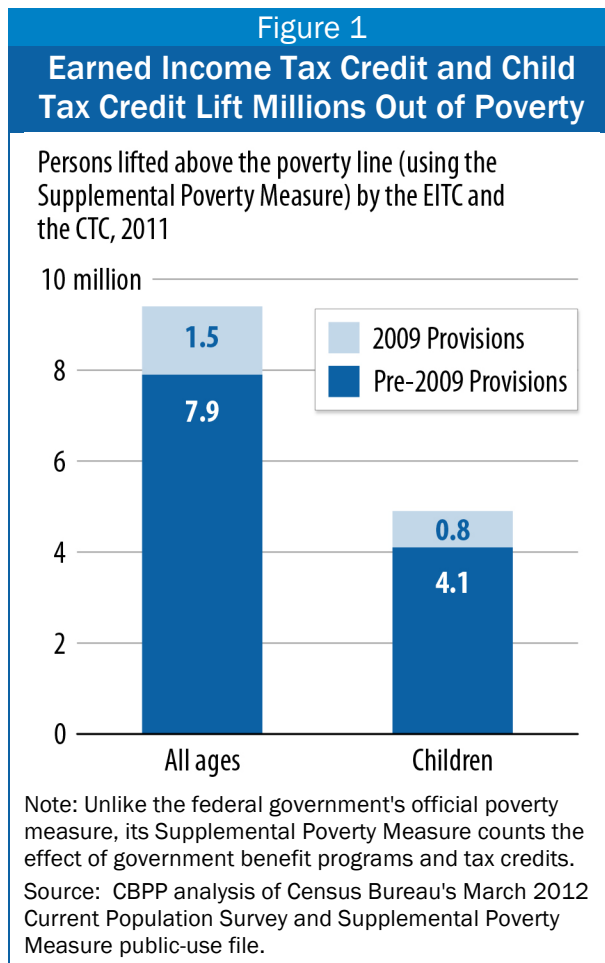 Figure 1
Earned Income Tax Credit and Child
Tax Credit Lift Millions Out of Poverty
Persons lifted above the poverty line (using the
Supplemental Poverty Measure) by the EITC and
the CTC, 2011
10 million
8
6
4
2
0
1.5
7.9
0.8
4.1
2009 Provisions
Pre-2009 Provisions
All ages
Children
Note: Unlike the federal government's official poverty
measure, its Supplemental Poverty Measure counts the
effect of government benefit programs and tax credits.
Source: CBPP analysis of Census Bureau's March 2012
Current Population Survey and Supplemental Poverty
Measure public-use file.